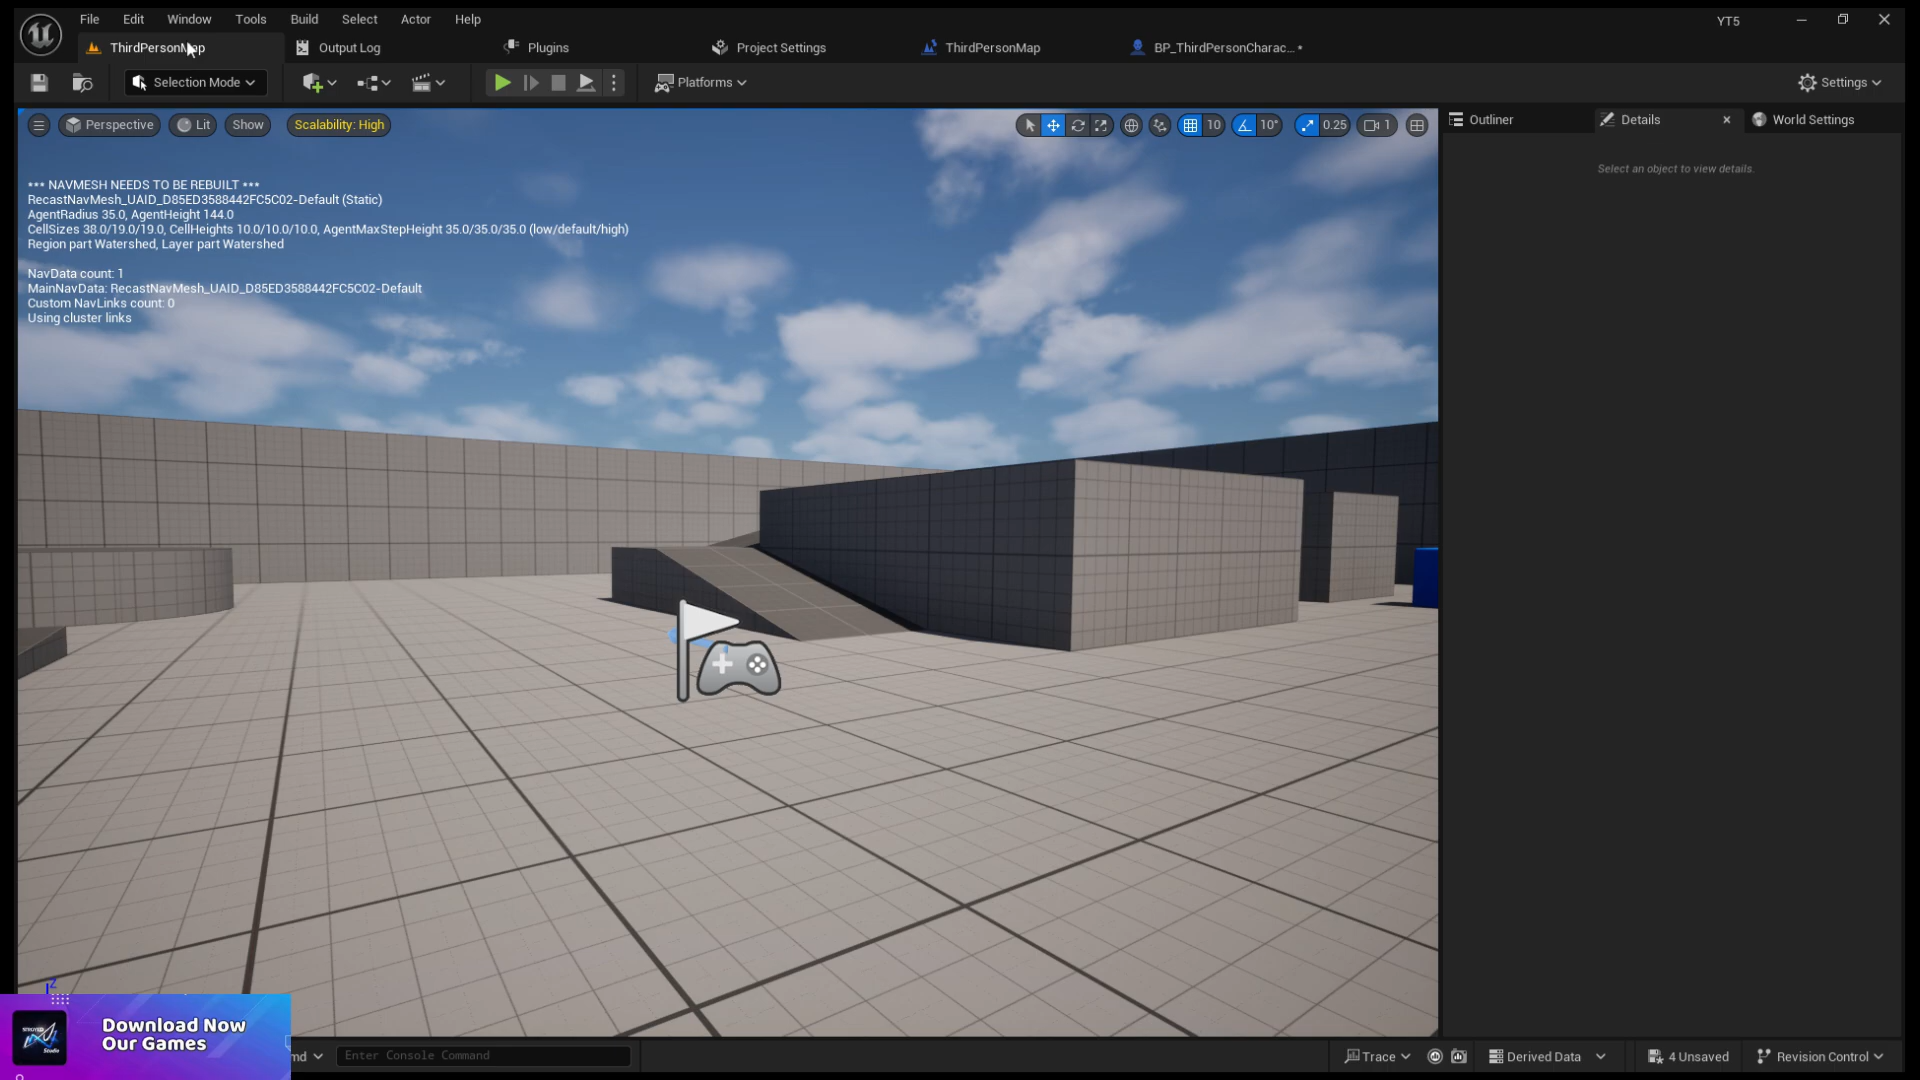 File Edit Window Tools Build Select Actor Help
YT5
ThirdPersonMap
Output Log
Plugins
Project Settings
ThirdPersonMap
BP_ThirdPersonCharac... •
Selection Mode
Platforms
Settings
Perspective
Lit
Show
Scalability: High
10
10°
0.25
1
Outliner
Details
World Settings
Select an object to view details.
*** NAVMESH NEEDS TO BE REBUILT ***
RecastNavMesh_UAID_D85ED3588442FC5C02-Default (Static)
AgentRadius 35.0, AgentHeight 144.0
CellSizes 38.0/19.0/19.0, CellHeights 10.0/10.0/10.0, AgentMaxStepHeight 35.0/35.0/35.0 (low/default/high)
Region part Watershed, Layer part Watershed
NavData count: 1
MainNavData: RecastNavMesh_UAID_D85ED3588442FC5C02-Default
Custom NavLinks count: 0
Using cluster links
Z
Download Now
Our Games
Studio
md
Enter Console Command
Trace
Derived Data
4 Unsaved
Revision Control